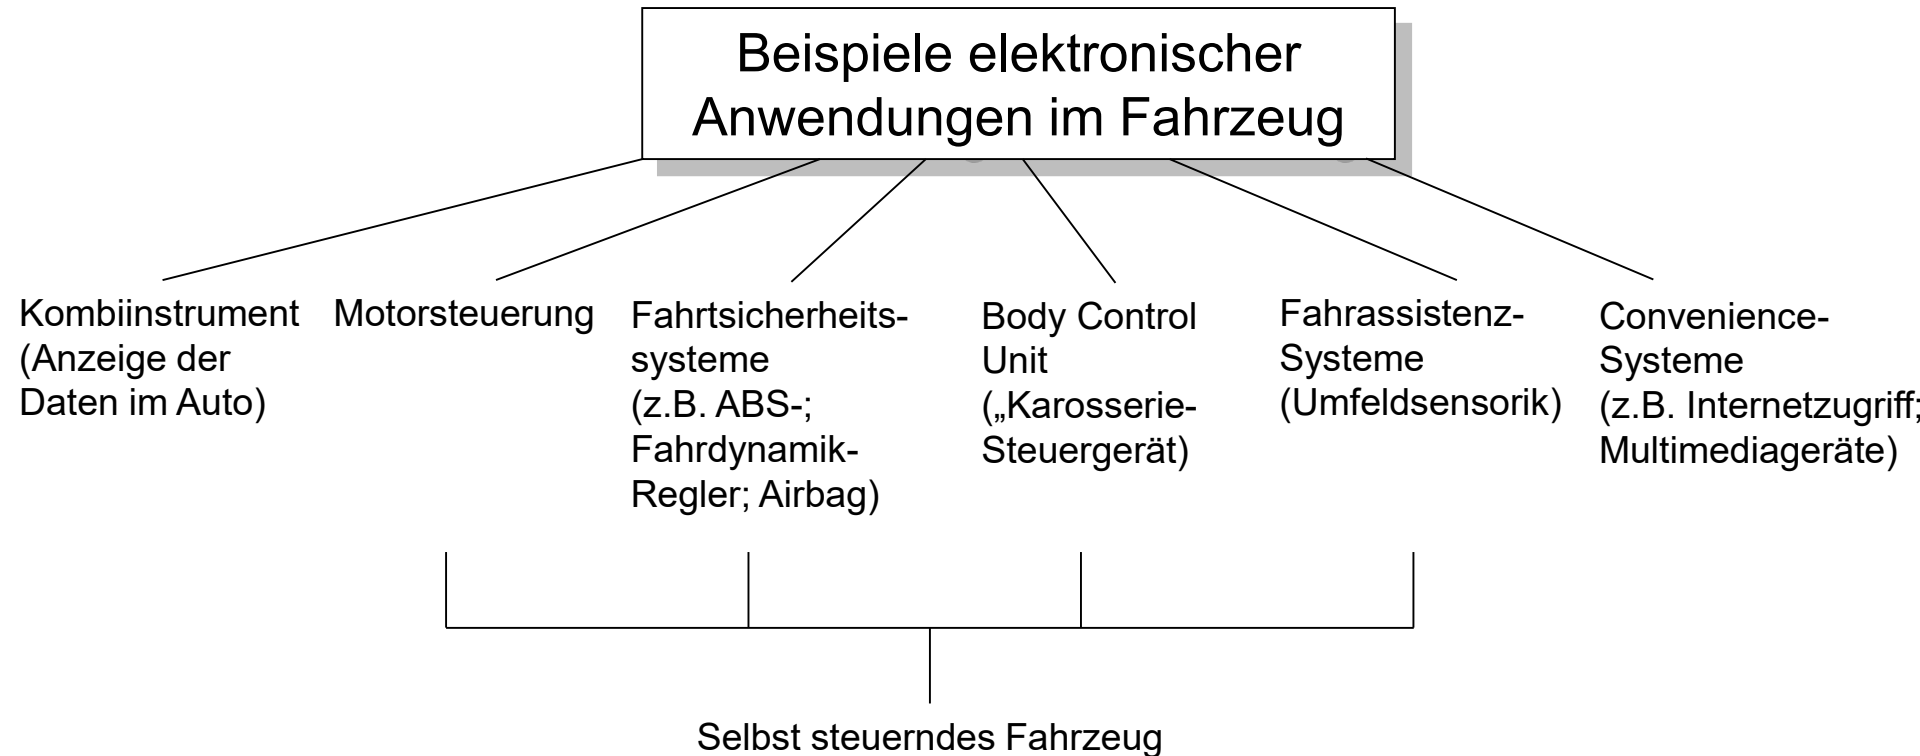 Beispiele elektronischer
Anwendungen im Fahrzeug
Kombiinstrument
(Anzeige der
Daten im Auto)
Motorsteuerung
Fahrtsicherheits-
systeme
(z.B. ABS-;
Fahrdynamik-
Regler; Airbag)
Body Control
Unit
(„Karosserie-
Steuergerät)
Fahrassistenz-
Systeme
(Umfeldsensorik)
Convenience-
Systeme
(z.B. Internetzugriff;
Multimediageräte)
Selbst steuerndes Fahrzeug